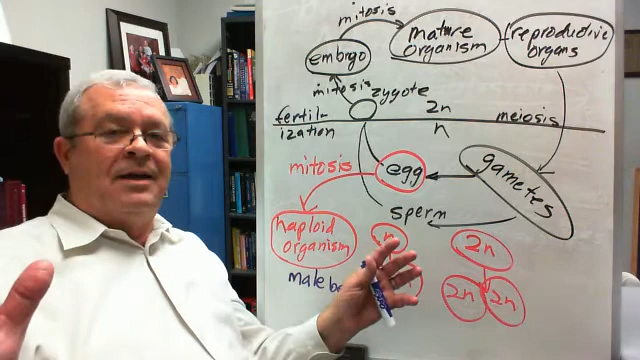 mitosis
mature
organism
reproductive
organs
embryo
mitosis
zygote
2n
fertil-
ization
n
meiosis
mitosis
egg
gametes
sperm
haploid
organism
n
2n
male be
2n
2n